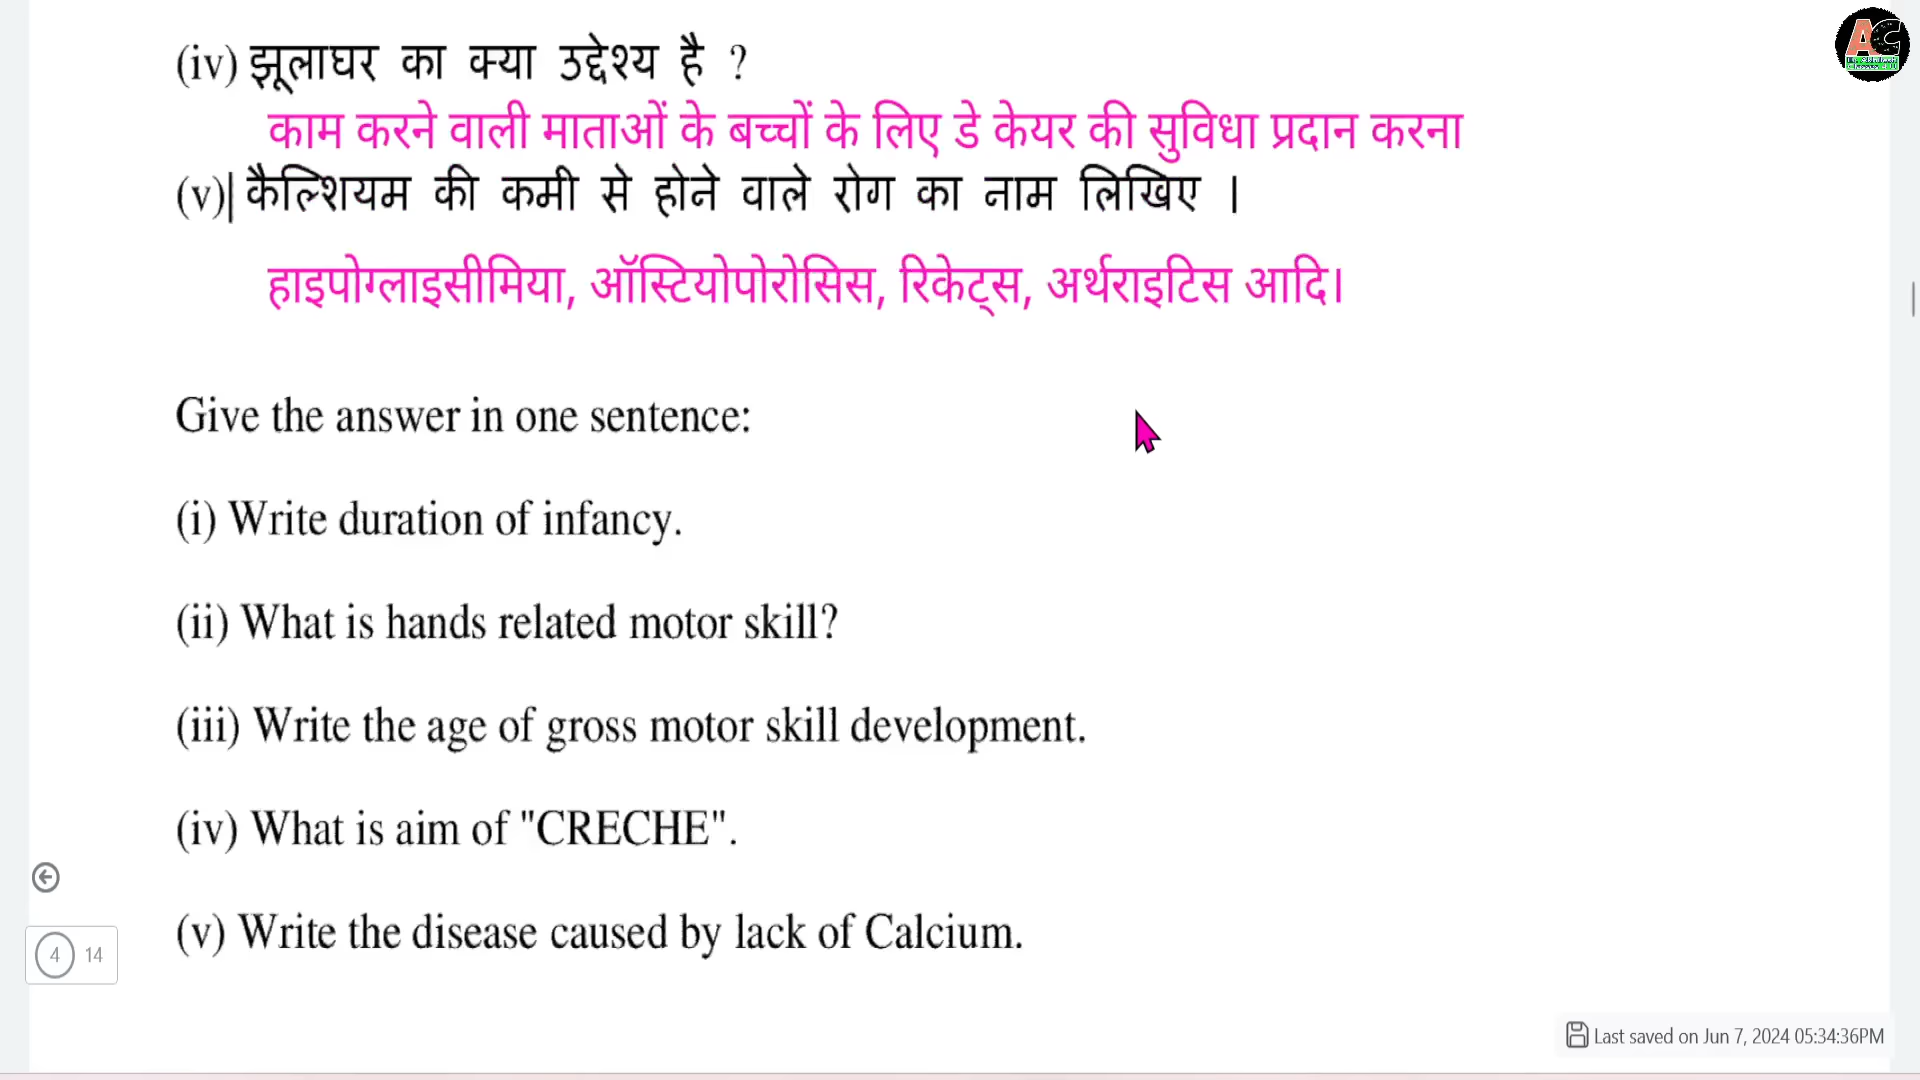 (iv) झूलाघर का क्या उद्देश्य है ?
काम करने वाली माताओं के बच्चों के लिए डे केयर की सुविधा प्रदान करना
(v)| कैल्शियम की कमी से होने वाले रोग का नाम लिखिए ।
हाइपोग्लाइसीमिया, ऑस्टियोपोरोसिस, रिकेट्स, अर्थराइटिस आदि।
Give the answer in one sentence:
(i) Write duration of infancy.
(ii) What is hands related motor skill?
(iii) Write the age of gross motor skill development.
(iv) What is aim of "CRECHE".
(v) Write the disease caused by lack of Calcium.
4 14
Last saved on Jun 7, 2024 05:34:36PM
AC